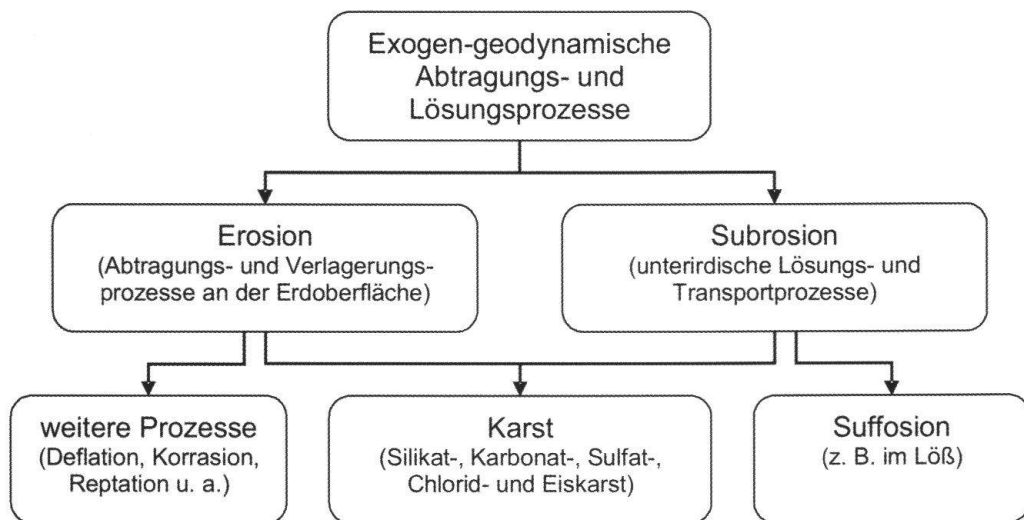 Exogen-geodynamische
Abtragungs- und
Lösungsprozesse
Erosion
(Abtragungs- und Verlagerungs-
prozesse an der Erdoberfläche)
Subrosion
(unterirdische Lösungs- und
Transportprozesse)
weitere Prozesse
(Deflation, Korrasion,
Reptation u. a.)
Karst
(Silikat-, Karbonat-, Sulfat-,
Chlorid- und Eiskarst)
Suffosion
(z. B. im Löß)